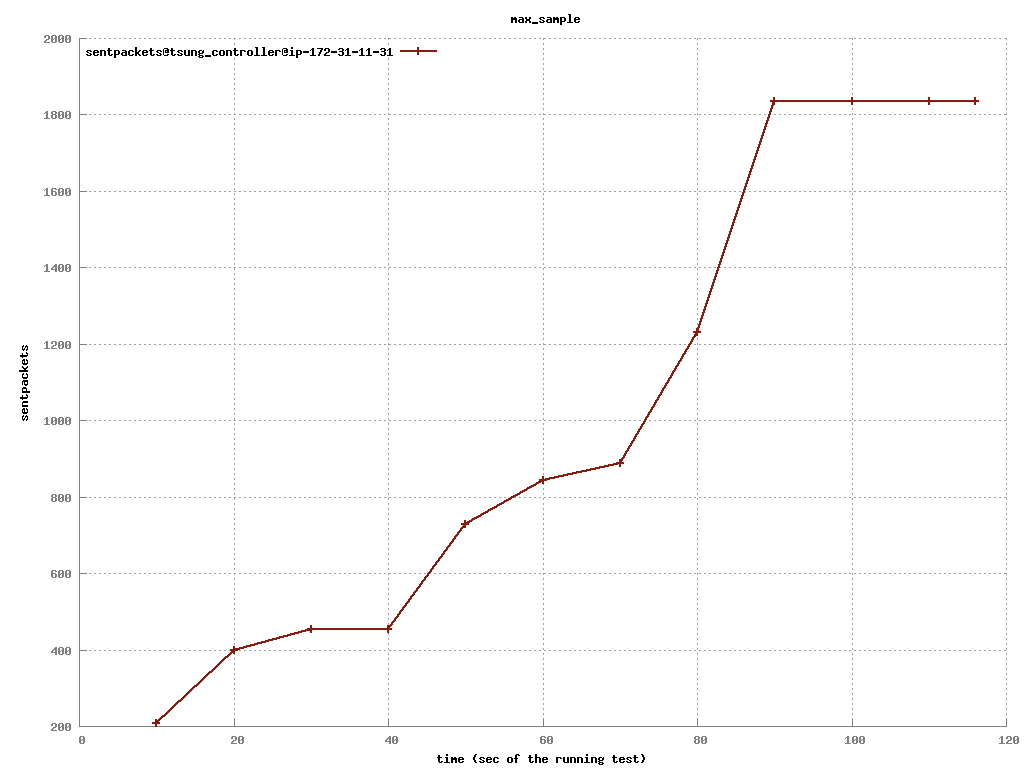 max_sample
sentpackets@tsung_controller@ip-172-31-11-31
2000
1800
1600
1400
1200
1000
800
600
400
200
sentpackets
0 20 40 60 80 100 120
time (sec of the running test)